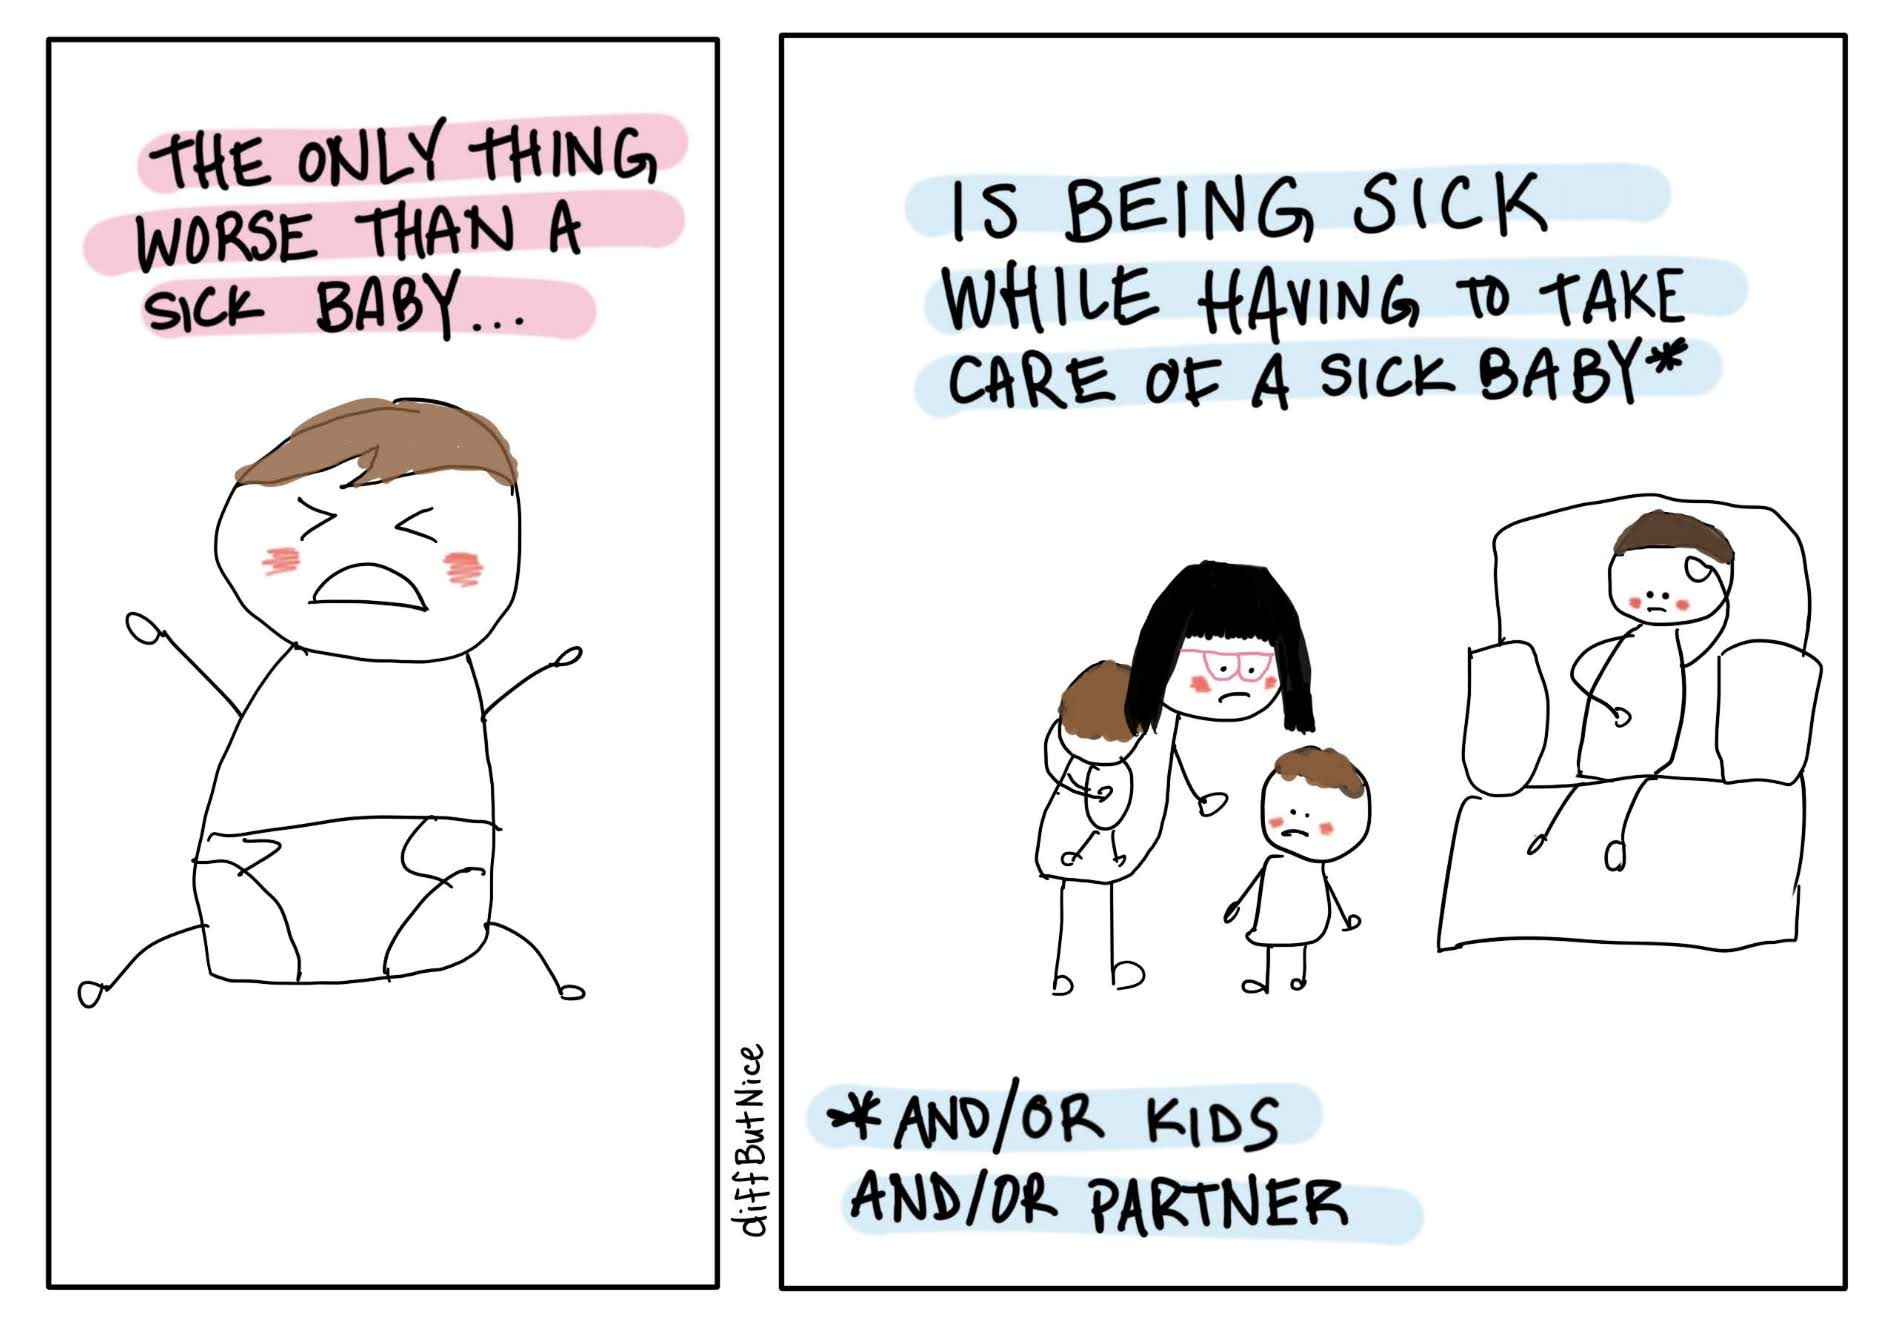 THE ONLY THING
WORSE THAN A
SICK BABY...
IS BEING SICK
WHILE HAVING TO TAKE
CARE OF A SICK BABY*
*AND/OR KIDS
AND/OR PARTNER
diffButNice